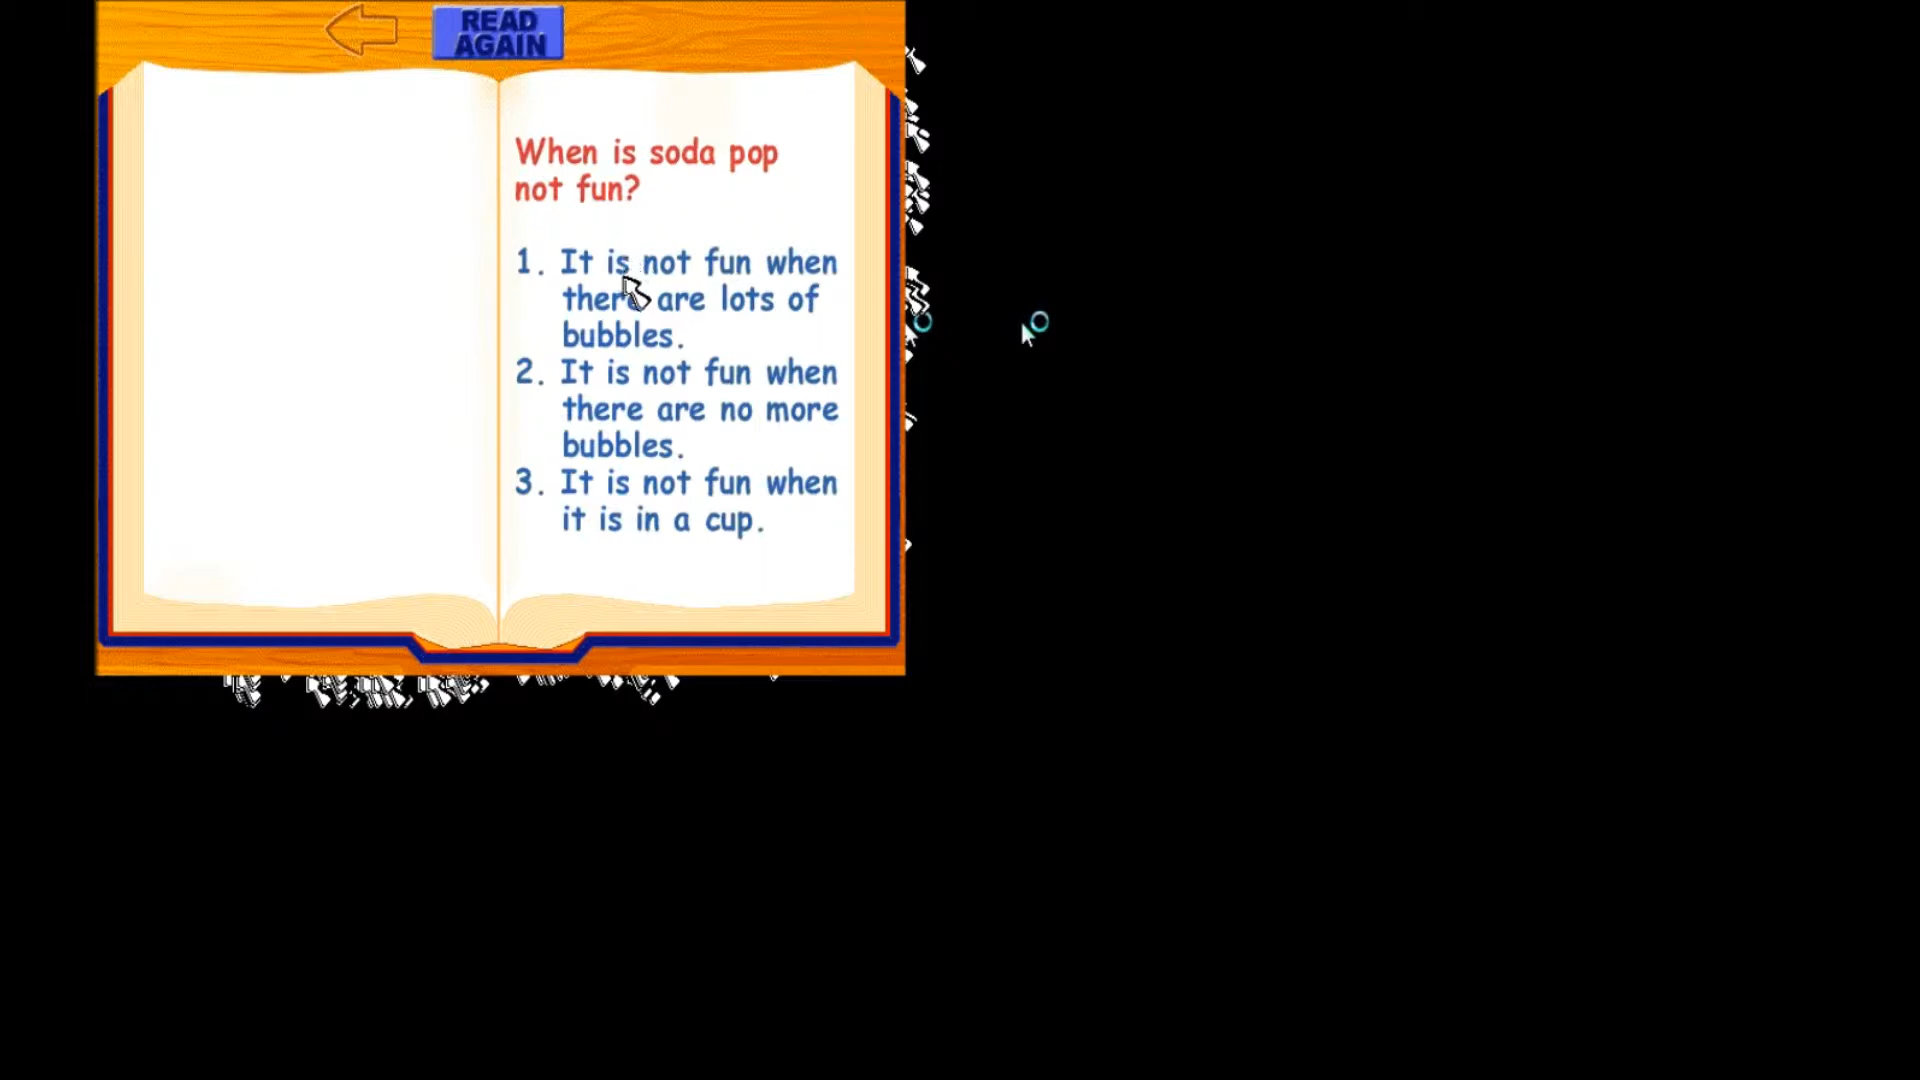 READ
AGAIN
When is soda pop
not fun?
1. It is not fun when
there are lots of
bubbles.
2. It is not fun when
there are no more
bubbles.
3. It is not fun when
it is in a cup.